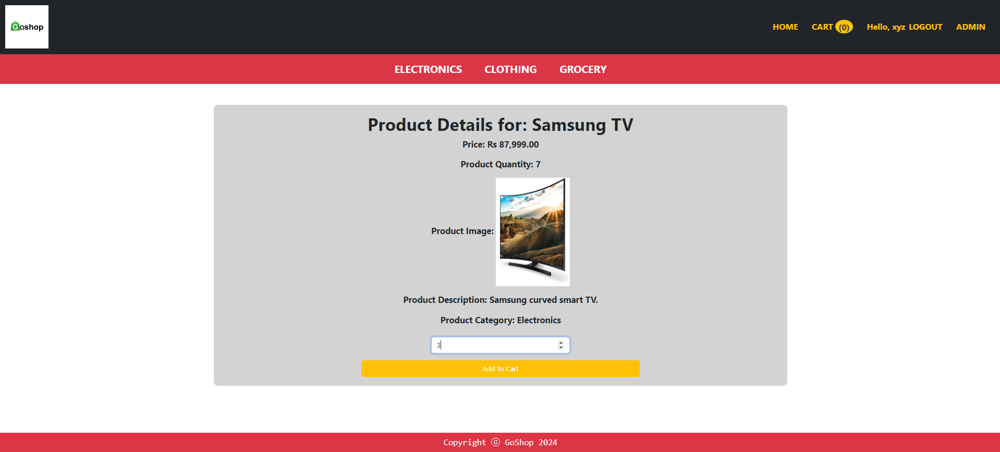 Goshop
HOME CART (0) Hello, xyz LOGOUT ADMIN
ELECTRONICS CLOTHING GROCERY
Product Details for: Samsung TV
Price: Rs 87,999.00
Product Quantity: 7
Product Image:
Product Description: Samsung curved smart TV.
Product Category: Electronics
3
Add To Cart
Copyright ⓒ GoShop 2024